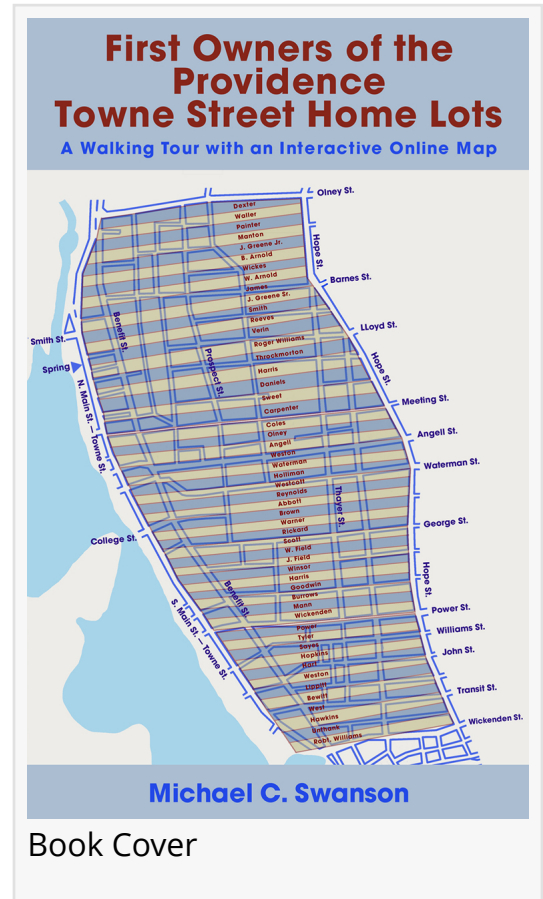 First Owners of the
Providence
Towne Street Home Lots
A Walking Tour with an Interactive Online Map
Olney St.
Dexter
Waller
Painter
Manton
J. Greene Jr.
Hope St.
B. Arnold
Wickes
W. Arnold
Barnes St.
James
J. Greene Sr.
Smith
Reeves
Benefit St.
LLoyd St.
Verin
Smith St.
Roger Williams
Throckmorton
Prospect St.
Hope St.
Spring
Harris
Daniels
N. Main St. — Towne St.
Sweet
Meeting St.
Carpenter
Coles
Olney
Angell St.
Angell
Weston
Waterman
Waterman St.
Holliman
Westcott
Reynolds
Thayer St.
Abbott
Brown
Warner
George St.
Rickard
College St.
Scott
W. Field
J. Field
Winsor
Hope St.
Harris
Goodwin
Benefit St.
Burrows
Mann
Power St.
Wickenden
S. Main St. — Towne St.
Power
Williams St.
Tyler
Sayes
John St.
Hopkins
Hart
Weston
Lippitt
Transit St.
Bewitt
West
Hawkins
Wickenden St.
Unthank
Robt. Williams
Michael C. Swanson
Book Cover